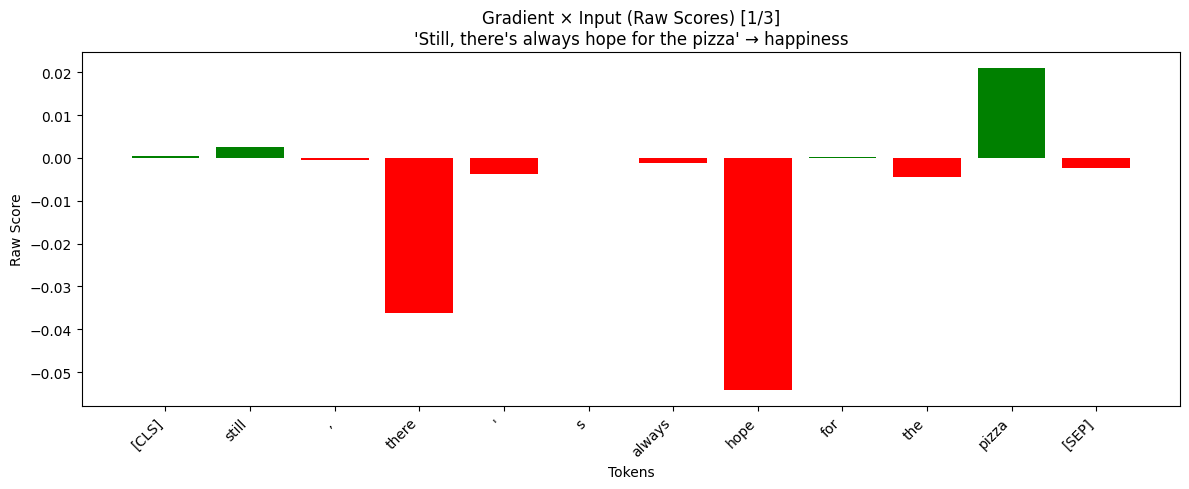 Gradient × Input (Raw Scores) [1/3]
'Still, there's always hope for the pizza' → happiness
0.02
0.01
0.00
−0.01
−0.02
−0.03
−0.04
−0.05
Raw Score
[CLS]
still
,
there
'
s
always
hope
for
the
pizza
[SEP]
Tokens